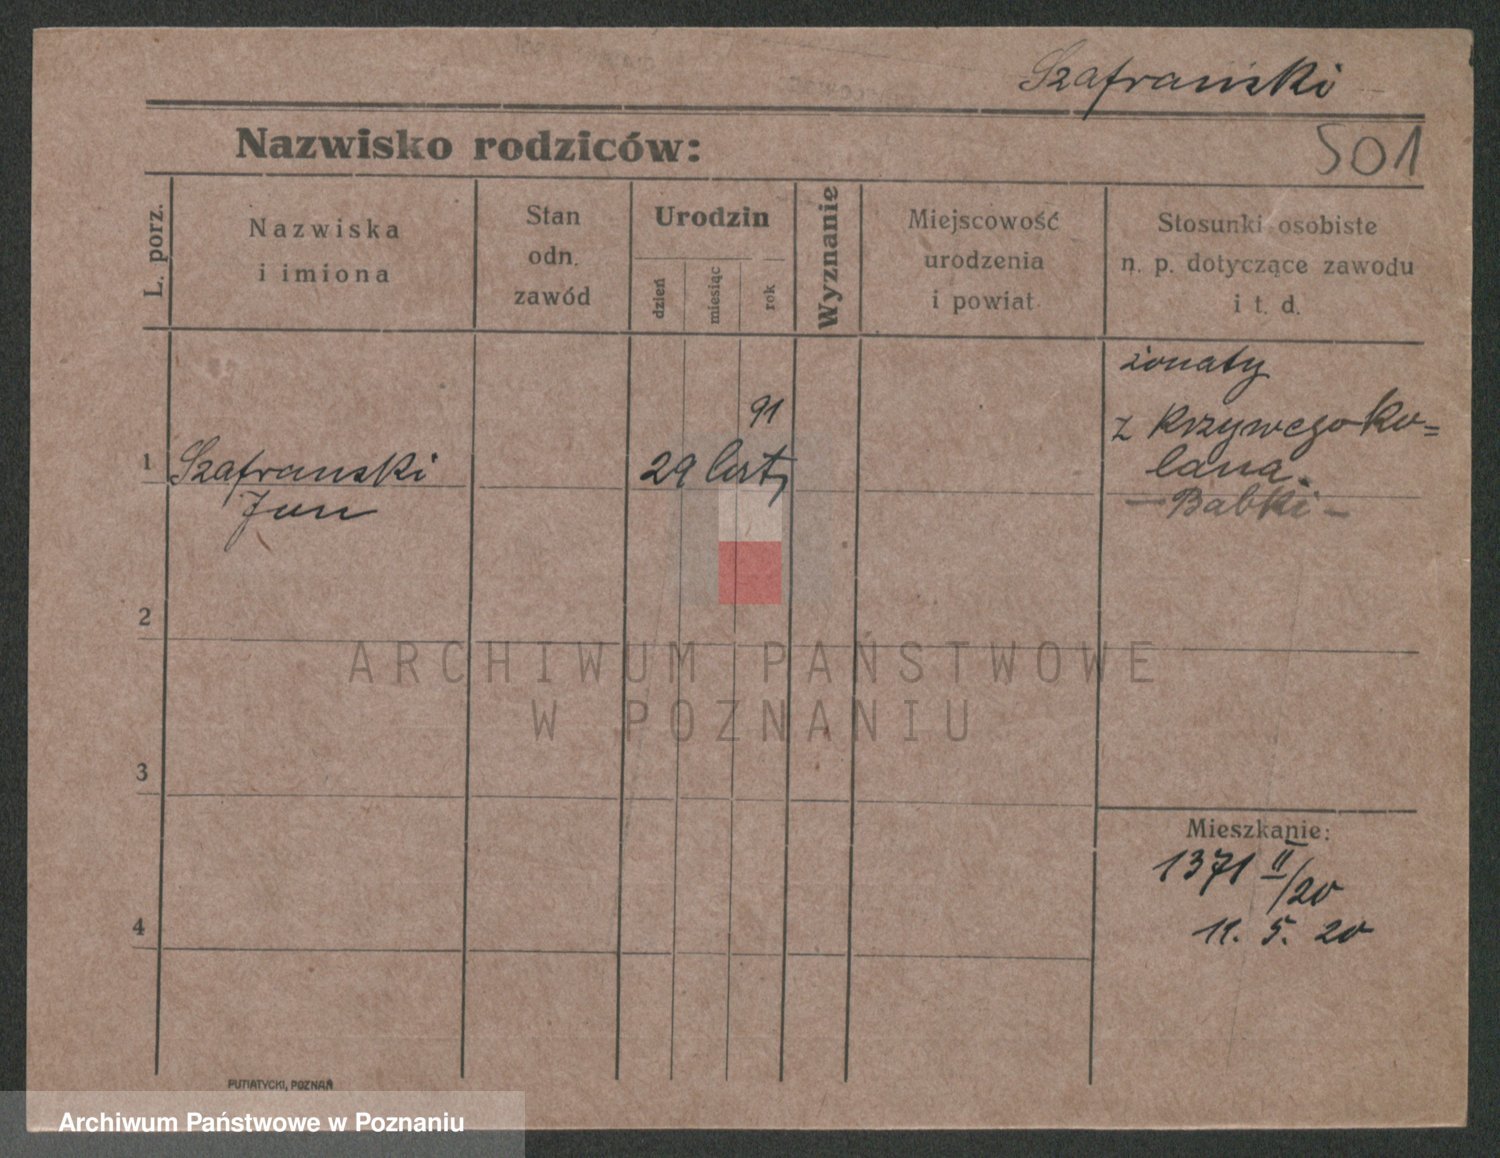 Szafrański
Nazwisko rodziców:
501
L. porz.
Nazwiska
i imiona
Stan
odn.
zawód
Urodzin
dzień
miesiąc
rok
Wyznanie
Miejscowość
urodzenia
i powiat
Stosunki osobiste
n. p. dotyczące zawodu
i t. d.
żonaty
91
z Krzywego Ko=
1 Szafranski
29
lana.
Jan
– Babki –
2
ARCHIWUM PAŃSTWOWE
W POZNANIU
3
Mieszkanie:
1371 II/20
4
11. 5. 20
PUTIATYCKI, POZNAŃ
Archiwum Państwowe w Poznaniu